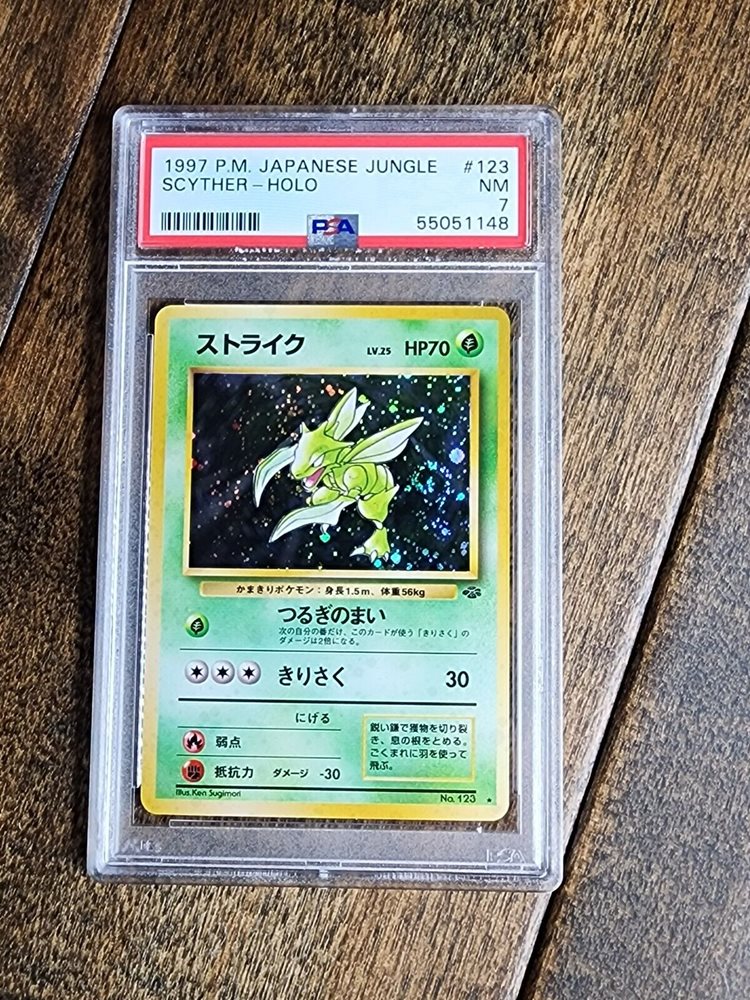 1997 P.M. JAPANESE JUNGLE #123
SCYTHER - HOLO NM
7
PSA 55051148
ストライク LV.25 HP70
かまきりポケモン：身長1.5m、体重56kg
つるぎのまい
次の自分の番だけ、このカードが使う「きりさく」の
ダメージは2倍になる。
きりさく 30
にげる
弱点
抵抗力 ダメージ -30
鋭い鎌で獲物を切り裂
き、息の根をとめる。
ごくまれに羽を使って
飛ぶ。
Illus. Ken Sugimori No. 123 ★